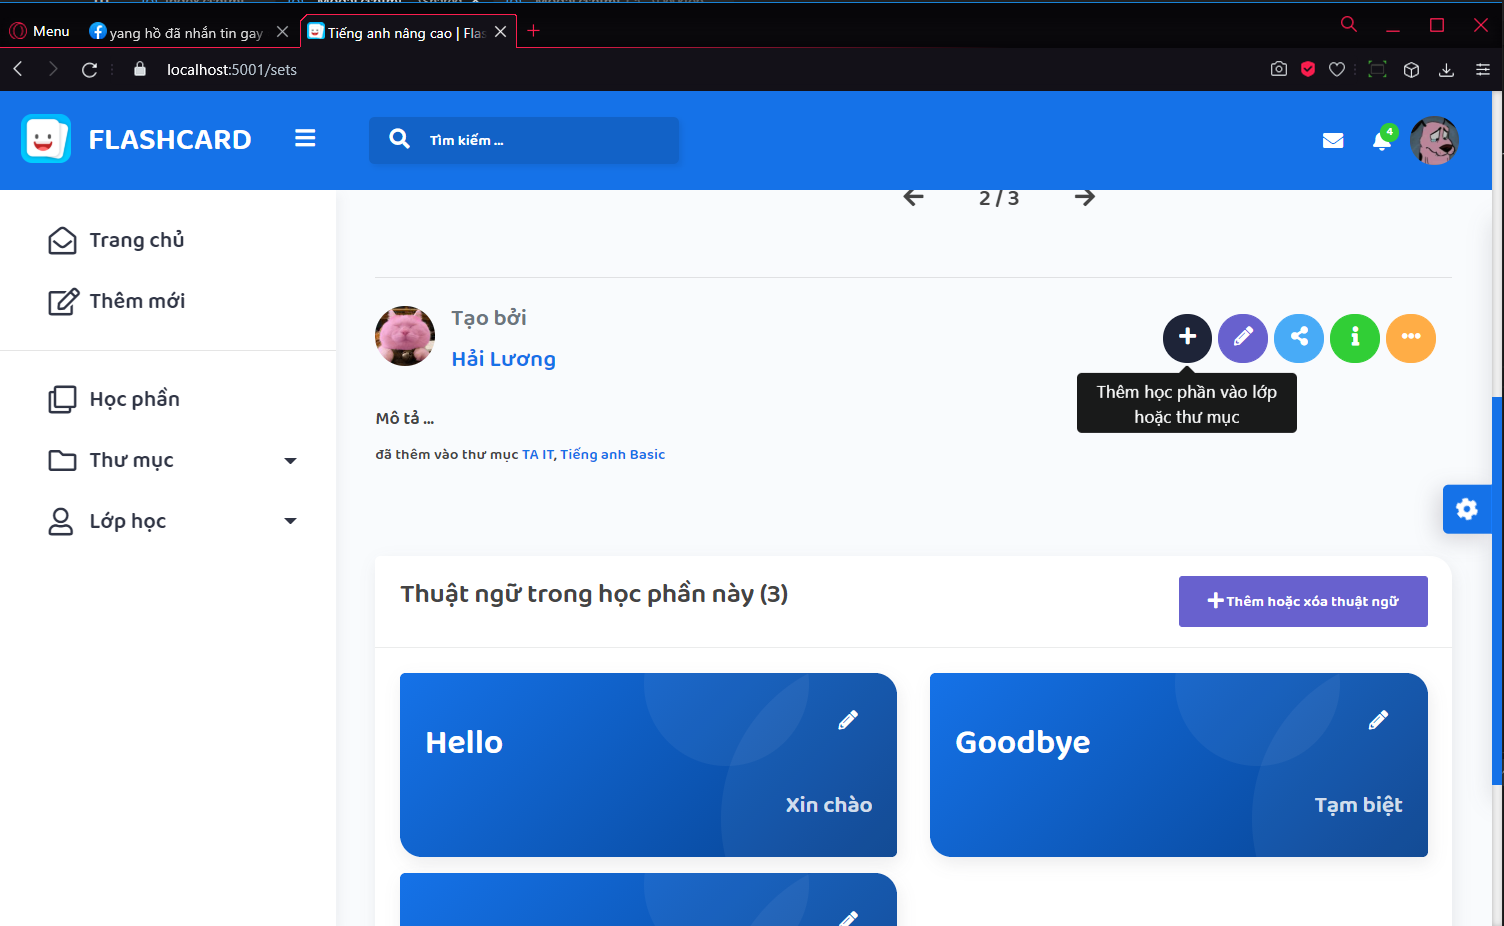 Menu
yang hồ đã nhắn tin gay
Tiếng anh nâng cao | Flas
localhost:5001/sets
FLASHCARD
Tìm kiếm ...
4
Trang chủ
Thêm mới
Học phần
Thư mục
Lớp học
2 / 3
Tạo bởi
Hải Lương
Thêm học phần vào lớp
hoặc thư mục
Mô tả ...
đã thêm vào thư mục TA IT, Tiếng anh Basic
Thuật ngữ trong học phần này (3)
Thêm hoặc xóa thuật ngữ
Hello
Xin chào
Goodbye
Tạm biệt